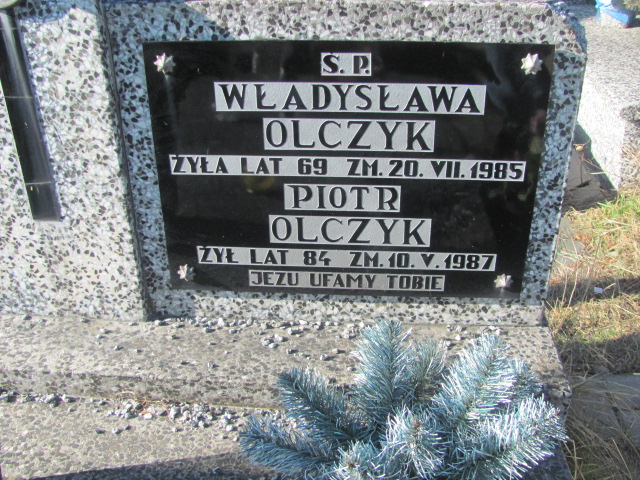 Ś. P.
WŁADYSŁAWA
OLCZYK
ŻYŁA LAT 69 ZM. 20. VII. 1985
PIOTR
OLCZYK
ŻYŁ LAT 84 ZM. 10. V. 1987
JEZU UFAMY TOBIE